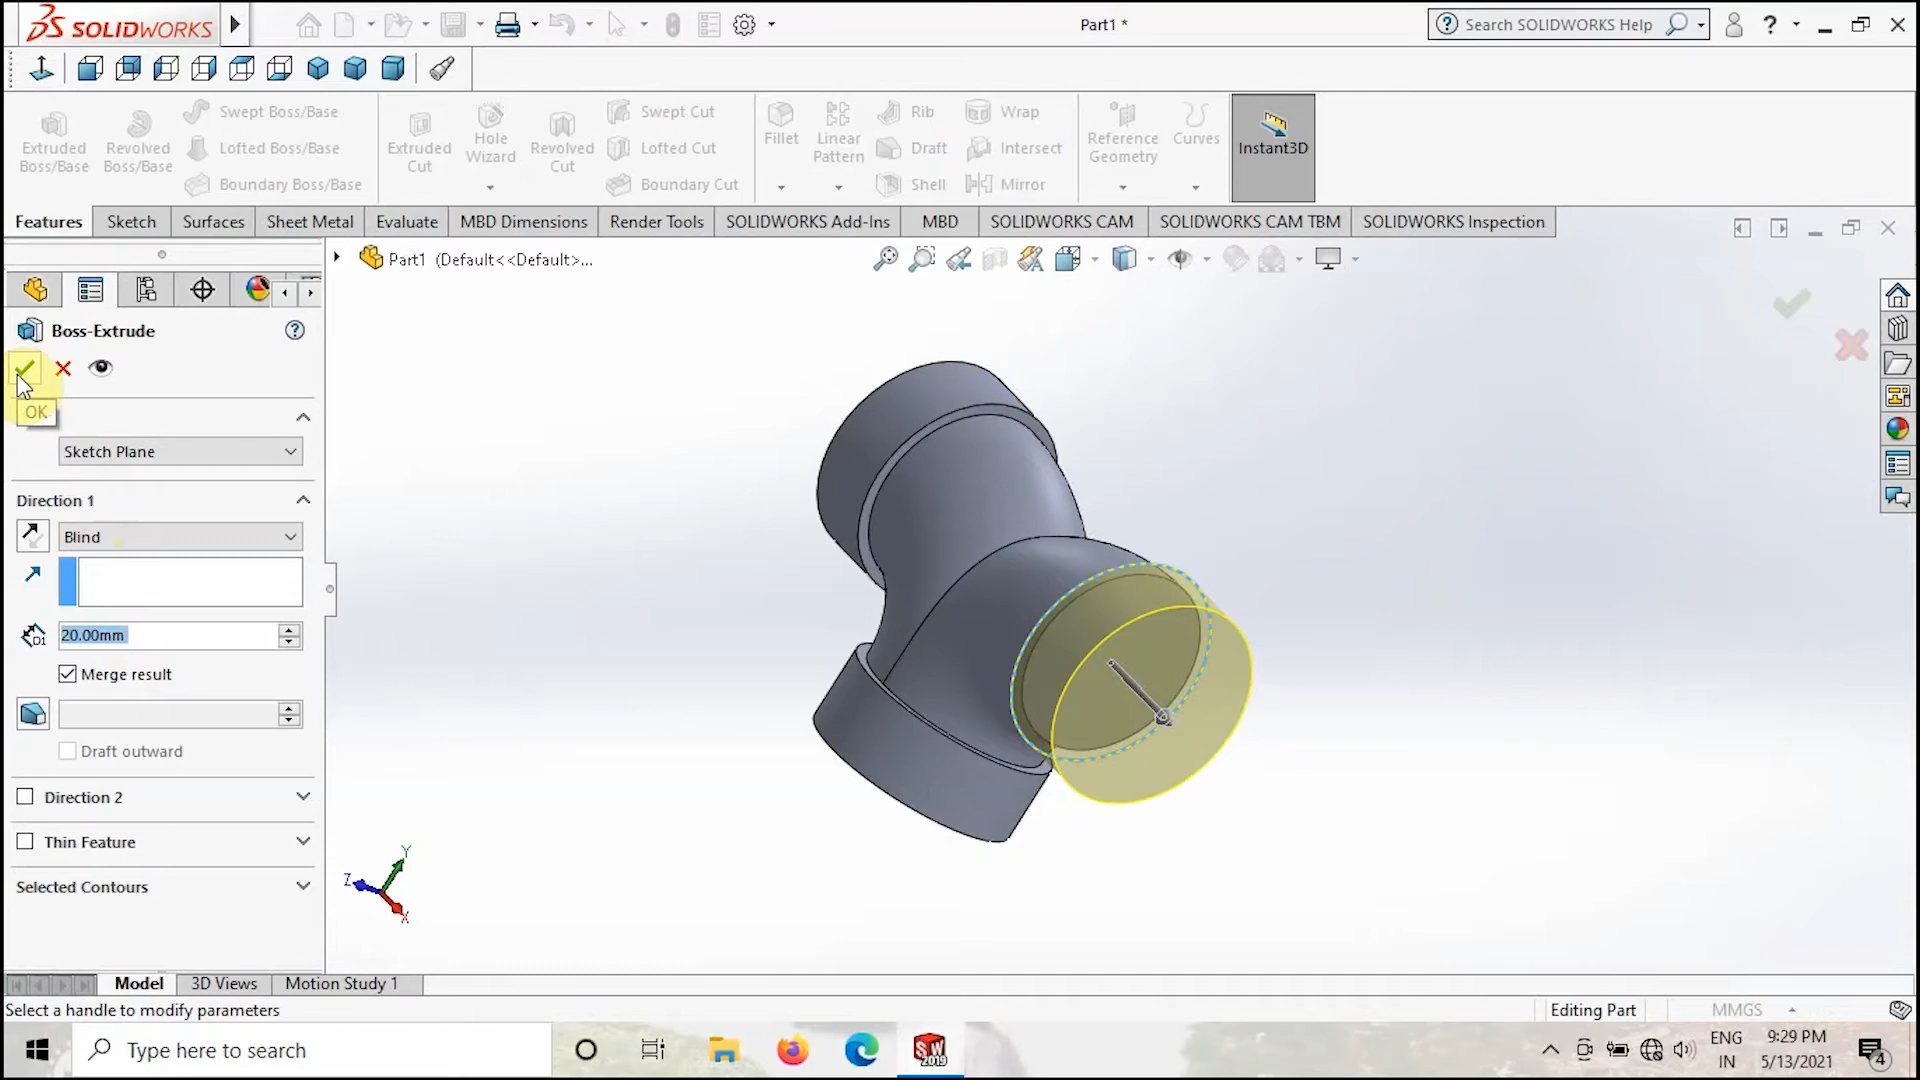 SOLIDWORKS
Part1 *
Search SOLIDWORKS Help
Extruded Boss/Base
Revolved Boss/Base
Swept Boss/Base
Lofted Boss/Base
Boundary Boss/Base
Extruded Cut
Hole Wizard
Revolved Cut
Swept Cut
Lofted Cut
Boundary Cut
Fillet
Linear Pattern
Rib
Draft
Shell
Wrap
Intersect
Mirror
Reference Geometry
Curves
Instant3D
Features
Sketch
Surfaces
Sheet Metal
Evaluate
MBD Dimensions
Render Tools
SOLIDWORKS Add-Ins
MBD
SOLIDWORKS CAM
SOLIDWORKS CAM TBM
SOLIDWORKS Inspection
Part1 (Default<<Default>...
Boss-Extrude
OK
Sketch Plane
Direction 1
Blind
D1
20.00mm
Merge result
Draft outward
Direction 2
Thin Feature
Selected Contours
Y
Z
X
Model
3D Views
Motion Study 1
Select a handle to modify parameters
Editing Part
MMGS
Type here to search
SW
2019
ENG
IN
9:29 PM
5/13/2021
4